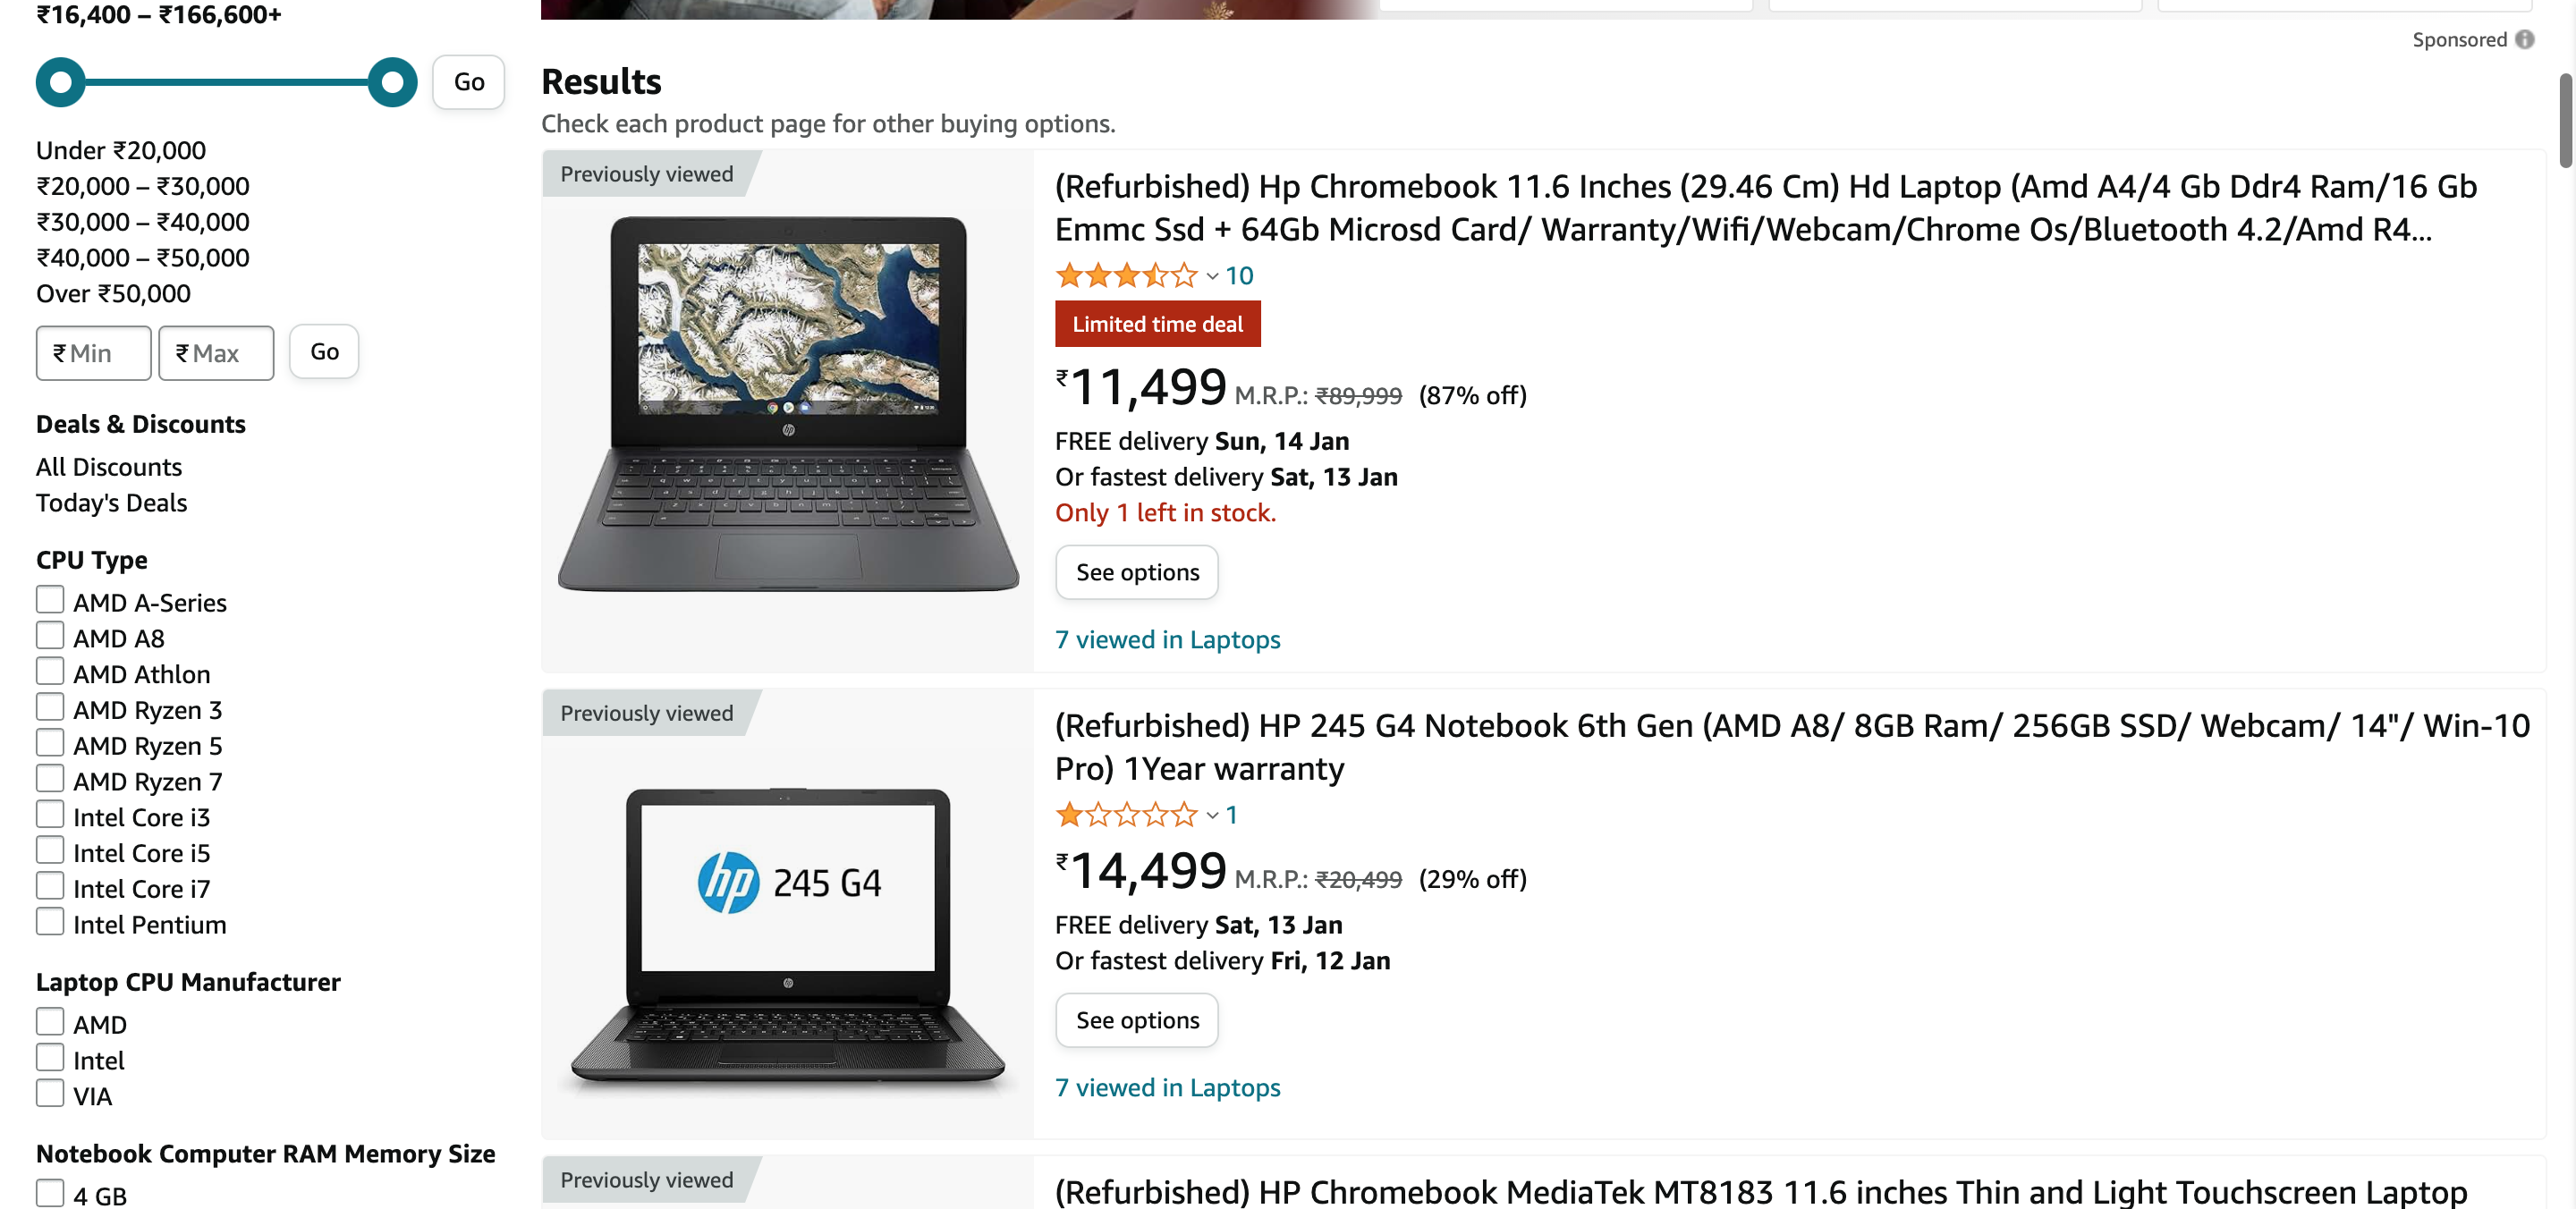 ₹16,400 – ₹166,600+
Go
Under ₹20,000
₹20,000 – ₹30,000
₹30,000 – ₹40,000
₹40,000 – ₹50,000
Over ₹50,000
₹ Min ₹ Max Go
Deals & Discounts
All Discounts
Today's Deals
CPU Type
AMD A-Series
AMD A8
AMD Athlon
AMD Ryzen 3
AMD Ryzen 5
AMD Ryzen 7
Intel Core i3
Intel Core i5
Intel Core i7
Intel Pentium
Laptop CPU Manufacturer
AMD
Intel
VIA
Notebook Computer RAM Memory Size
4 GB
Sponsored
Results
Check each product page for other buying options.
Previously viewed
(Refurbished) Hp Chromebook 11.6 Inches (29.46 Cm) Hd Laptop (Amd A4/4 Gb Ddr4 Ram/16 Gb
Emmc Ssd + 64Gb Microsd Card/ Warranty/Wifi/Webcam/Chrome Os/Bluetooth 4.2/Amd R4...
10
Limited time deal
₹11,499 M.R.P.: ₹89,999 (87% off)
FREE delivery Sun, 14 Jan
Or fastest delivery Sat, 13 Jan
Only 1 left in stock.
See options
7 viewed in Laptops
Previously viewed
hp 245 G4
(Refurbished) HP 245 G4 Notebook 6th Gen (AMD A8/ 8GB Ram/ 256GB SSD/ Webcam/ 14"/ Win-10
Pro) 1Year warranty
1
₹14,499 M.R.P.: ₹20,499 (29% off)
FREE delivery Sat, 13 Jan
Or fastest delivery Fri, 12 Jan
See options
7 viewed in Laptops
Previously viewed
(Refurbished) HP Chromebook MediaTek MT8183 11.6 inches Thin and Light Touchscreen Laptop